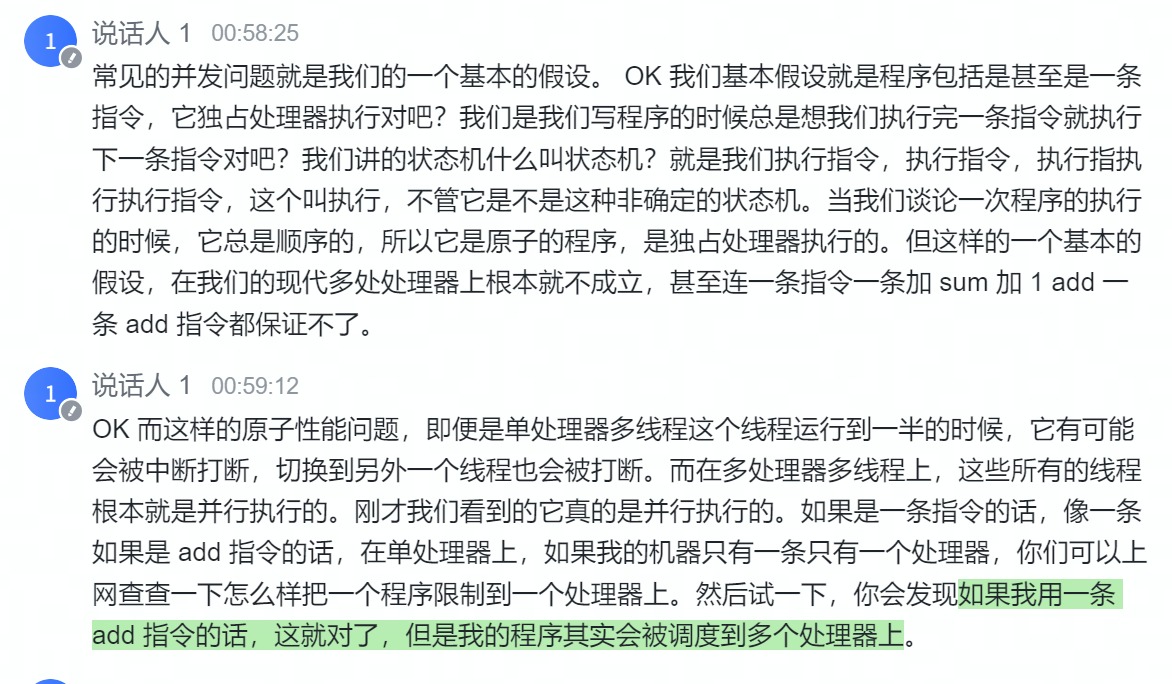 1 说话人 1 00:58:25
常见的并发问题就是我们的一个基本的假设。 OK 我们基本假设就是程序包括是甚至是一条
指令，它独占处理器执行对吧？我们是我们写程序的时候总是想我们执行完一条指令就执行
下一条指令对吧？我们讲的状态机什么叫状态机？就是我们执行指令，执行指令，执行指执
行执行指令，这个叫执行，不管它是不是这种非确定的状态机。当我们谈论一次程序的执行
的时候，它总是顺序的，所以它是原子的程序，是独占处理器执行的。但这样的一个基本的
假设，在我们的现代多处处理器上根本就不成立，甚至连一条指令一条加 sum 加 1 add 一
条 add 指令都保证不了。
1 说话人 1 00:59:12
OK 而这样的原子性能问题，即便是单处理器多线程这个线程运行到一半的时候，它有可能
会被中断打断，切换到另外一个线程也会被打断。而在多处理器多线程上，这些所有的线程
根本就是并行执行的。刚才我们看到的它真的是并行执行的。如果是一条指令的话，像一条
如果是 add 指令的话，在单处理器上，如果我的机器只有一条只有一个处理器，你们可以上
网查查一下怎么样把一个程序限制到一个处理器上。然后试一下，你会发现如果我用一条
add 指令的话，这就对了，但是我的程序其实会被调度到多个处理器上。